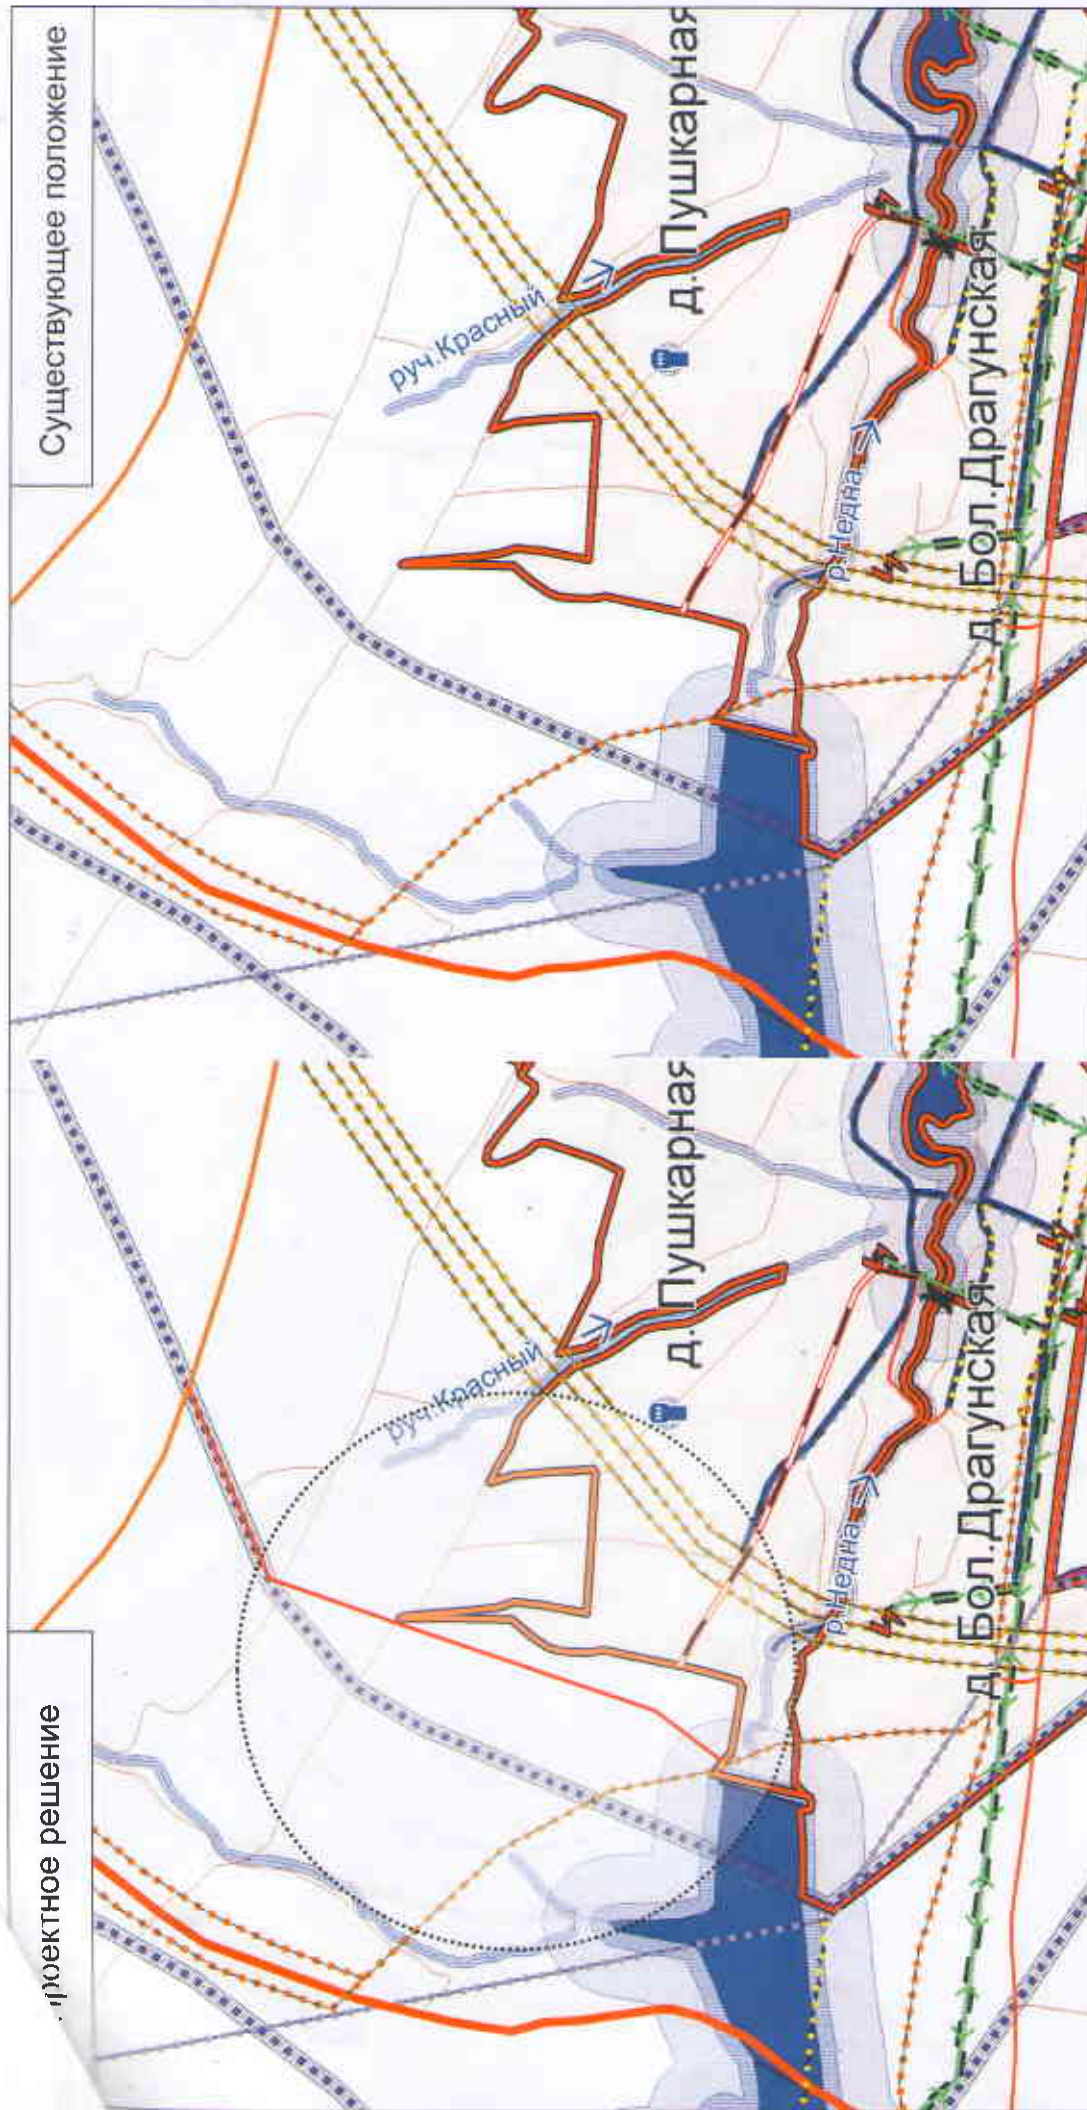 Существующее положение
руч.Красный
д. Пушкарная
р.Недна
д.Бол.Драгунская
роектное решение
руч.Красный
д. Пушкарная
р.Недна
д.Бол.Драгунская